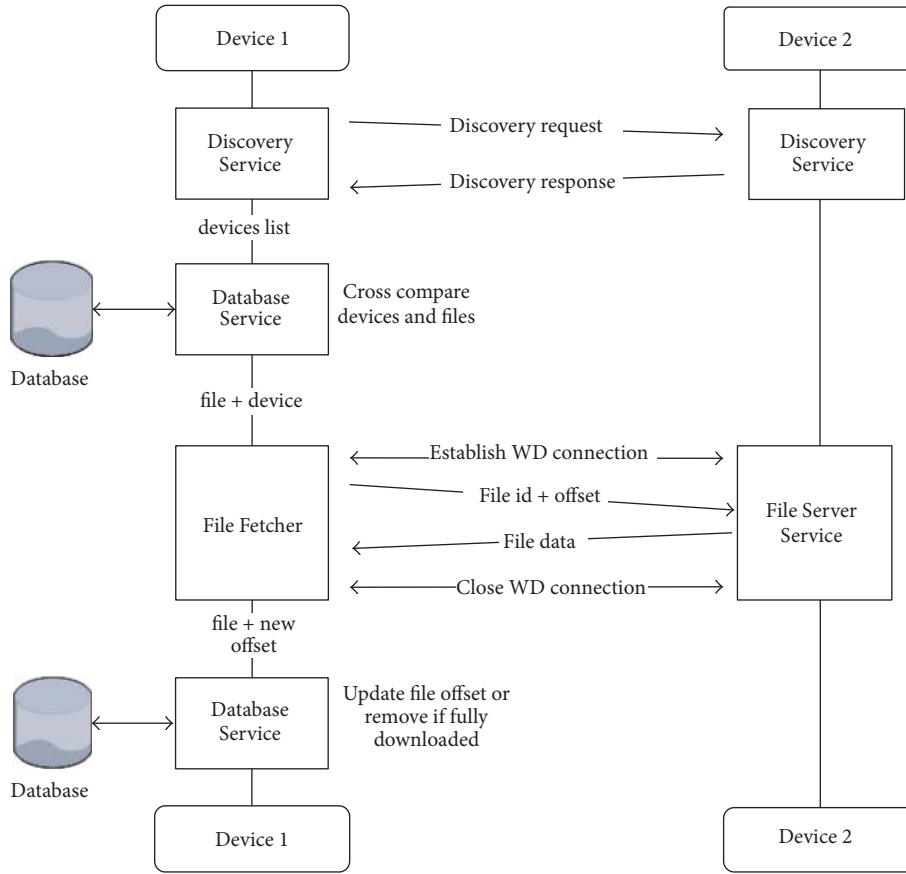 Device 1
Device 2
Discovery
Service
Discovery request
Discovery response
Discovery
Service
devices list
Database
Service
Cross compare
devices and files
Database
file + device
File Fetcher
Establish WD connection
File id + offset
File data
Close WD connection
File Server
Service
file + new
offset
Database
Service
Update file offset or
remove if fully
downloaded
Database
Device 1
Device 2